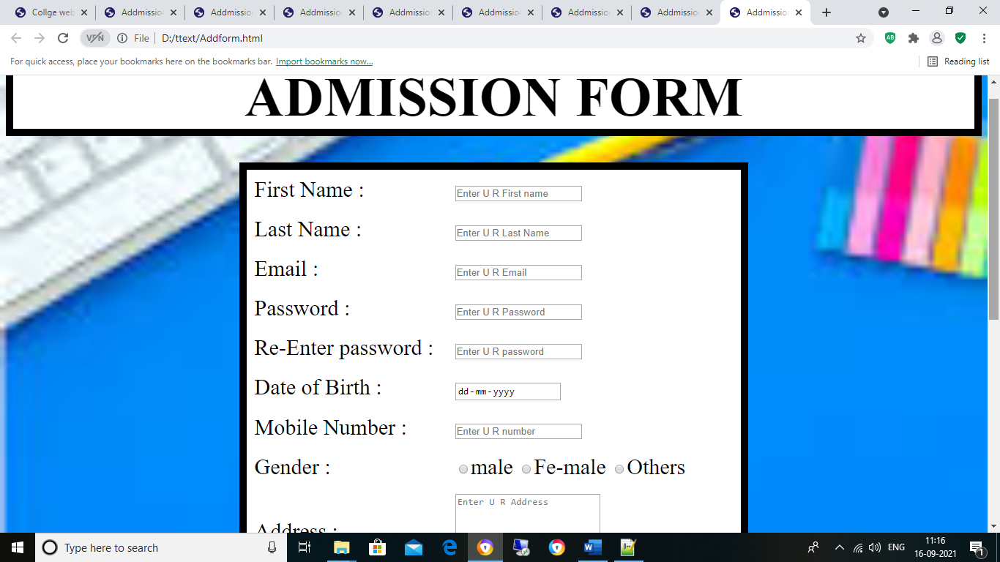 Collge web
Addmissio
Addmissio
Addmissio
Addmissio
Addmissio
Addmissio
Addmissio
Addmissio
VPN File D:/ttext/Addform.html AB
For quick access, place your bookmarks here on the bookmarks bar. Import bookmarks now... Reading list
ADMISSION FORM
First Name : Enter U R First name
Last Name : Enter U R Last Name
Email : Enter U R Email
Password : Enter U R Password
Re-Enter password : Enter U R password
Date of Birth : dd-mm-yyyy
Mobile Number : Enter U R number
Gender : male Fe-male Others
Enter U R Address
Address :
Type here to search ENG 11:16
16-09-2021 1